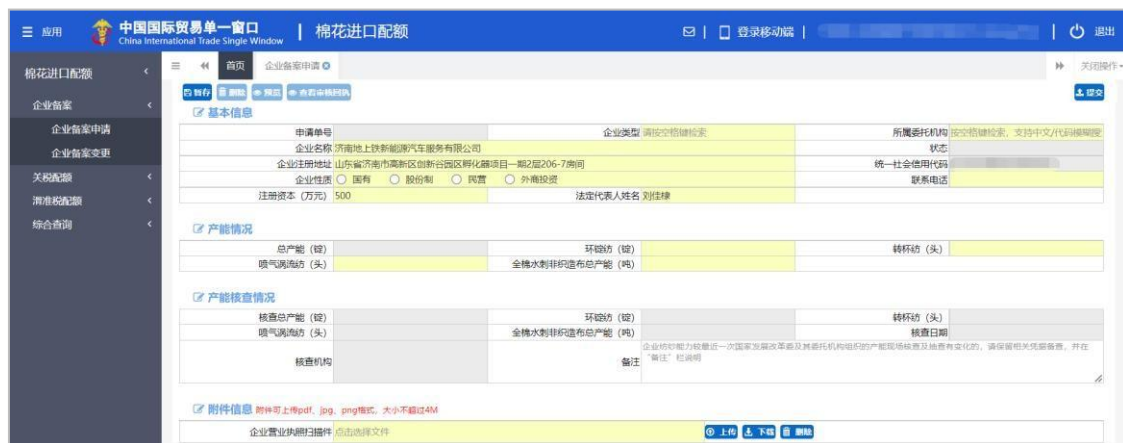 应用 中国国际贸易单一窗口 China International Trade Single Window 棉花进口配额 登录移动端 退出
棉花进口配额 首页 企业备案申请 关闭操作
暂存 删除 预览 查看审核回执 提交
企业备案
企业备案申请
企业备案变更
关税配额
滑准税配额
综合查询
基本信息
申请单号 企业类型 请按空格键检索 所属委托机构 按空格键检索，支持中文/代码模糊搜
企业名称 济南地上铁新能源汽车服务有限公司 状态
企业注册地址 山东省济南市高新区创新谷园区孵化器项目一期2层206-7房间 统一社会信用代码
企业性质 国有 股份制 民营 外商投资 联系电话
注册资本（万元） 500 法定代表人姓名 刘佳棣
产能情况
总产能（锭） 环锭纺（锭） 转杯纺（头）
喷气涡流纺（头） 全棉水刺非织造布总产能（吨）
产能核查情况
核查总产能（锭） 环锭纺（锭） 转杯纺（头）
喷气涡流纺（头） 全棉水刺非织造布总产能（吨） 核查日期
核查机构 备注 企业纺纱能力较最近一次国家发展改革委及其委托机构组织的产能现场核查及抽查有变化的，请保留相关凭据备查，并在
“备注”栏说明
附件信息 附件可上传pdf、jpg、png格式，大小不超过4M
企业营业执照扫描件 点击选择文件 上传 下载 删除